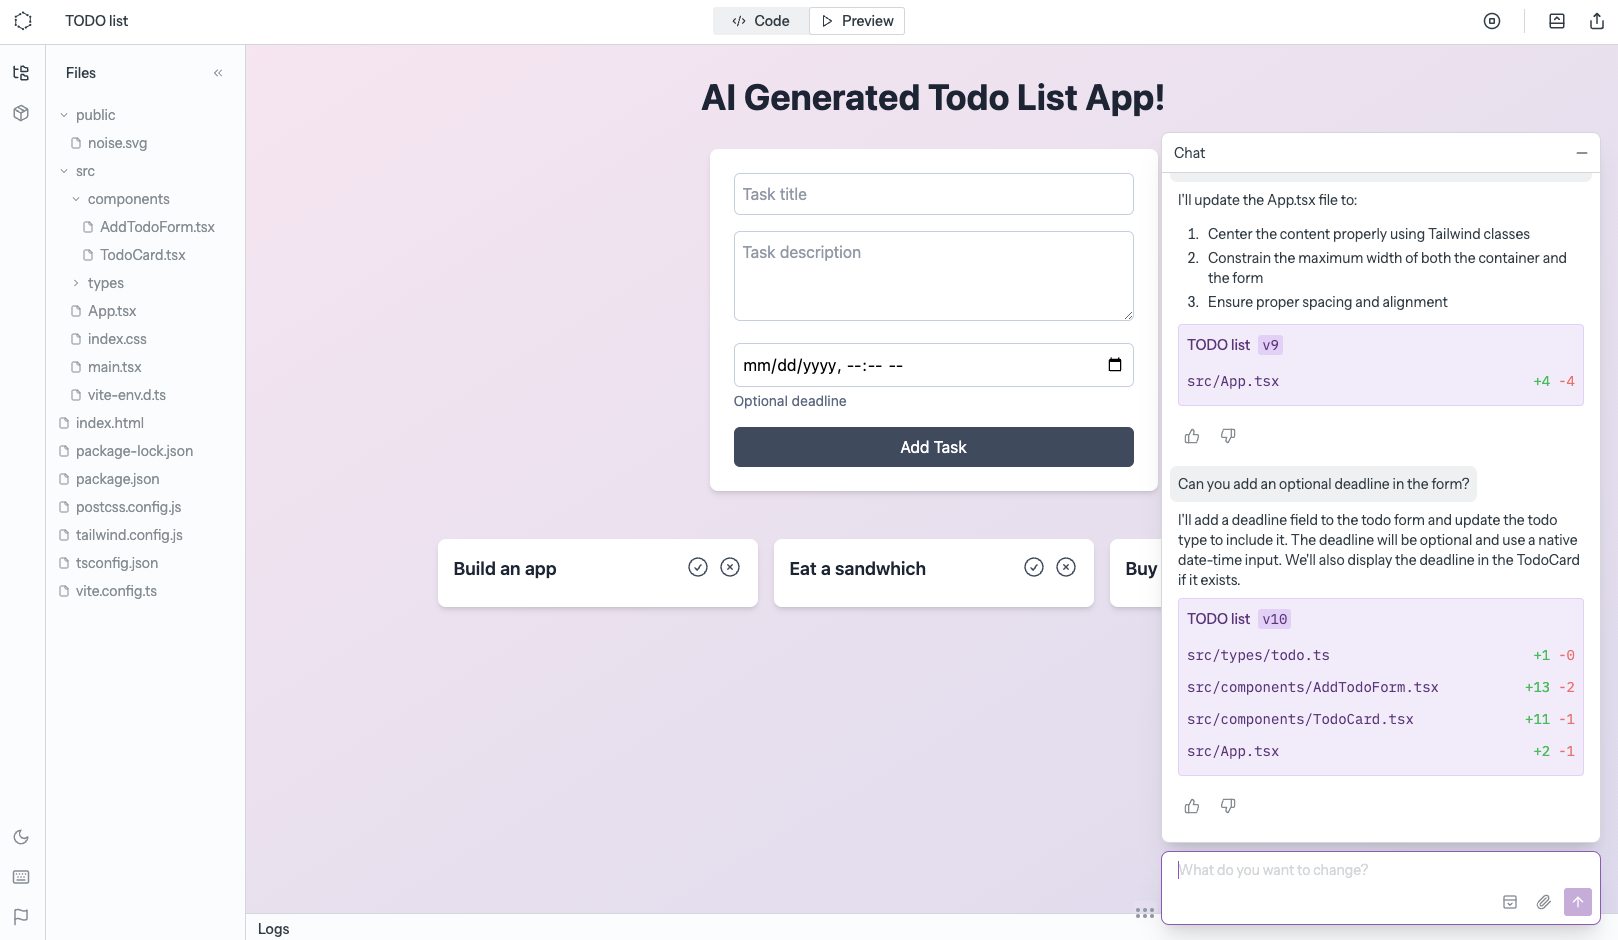 TODO list
Code
Preview
Files
public
noise.svg
src
components
AddTodoForm.tsx
TodoCard.tsx
types
App.tsx
index.css
main.tsx
vite-env.d.ts
index.html
package-lock.json
package.json
postcss.config.js
tailwind.config.js
tsconfig.json
vite.config.ts
AI Generated Todo List App!
Task title
Task description
mm/dd/yyyy, --:-- --
Optional deadline
Add Task
Build an app
Eat a sandwhich
Buy
Logs
Chat
I'll update the App.tsx file to:
1. Center the content properly using Tailwind classes
2. Constrain the maximum width of both the container and
the form
3. Ensure proper spacing and alignment
TODO list v9
src/App.tsx +4 -4
Can you add an optional deadline in the form?
I'll add a deadline field to the todo form and update the todo
type to include it. The deadline will be optional and use a native
date-time input. We'll also display the deadline in the TodoCard
if it exists.
TODO list v10
src/types/todo.ts +1 -0
src/components/AddTodoForm.tsx +13 -2
src/components/TodoCard.tsx +11 -1
src/App.tsx +2 -1
What do you want to change?